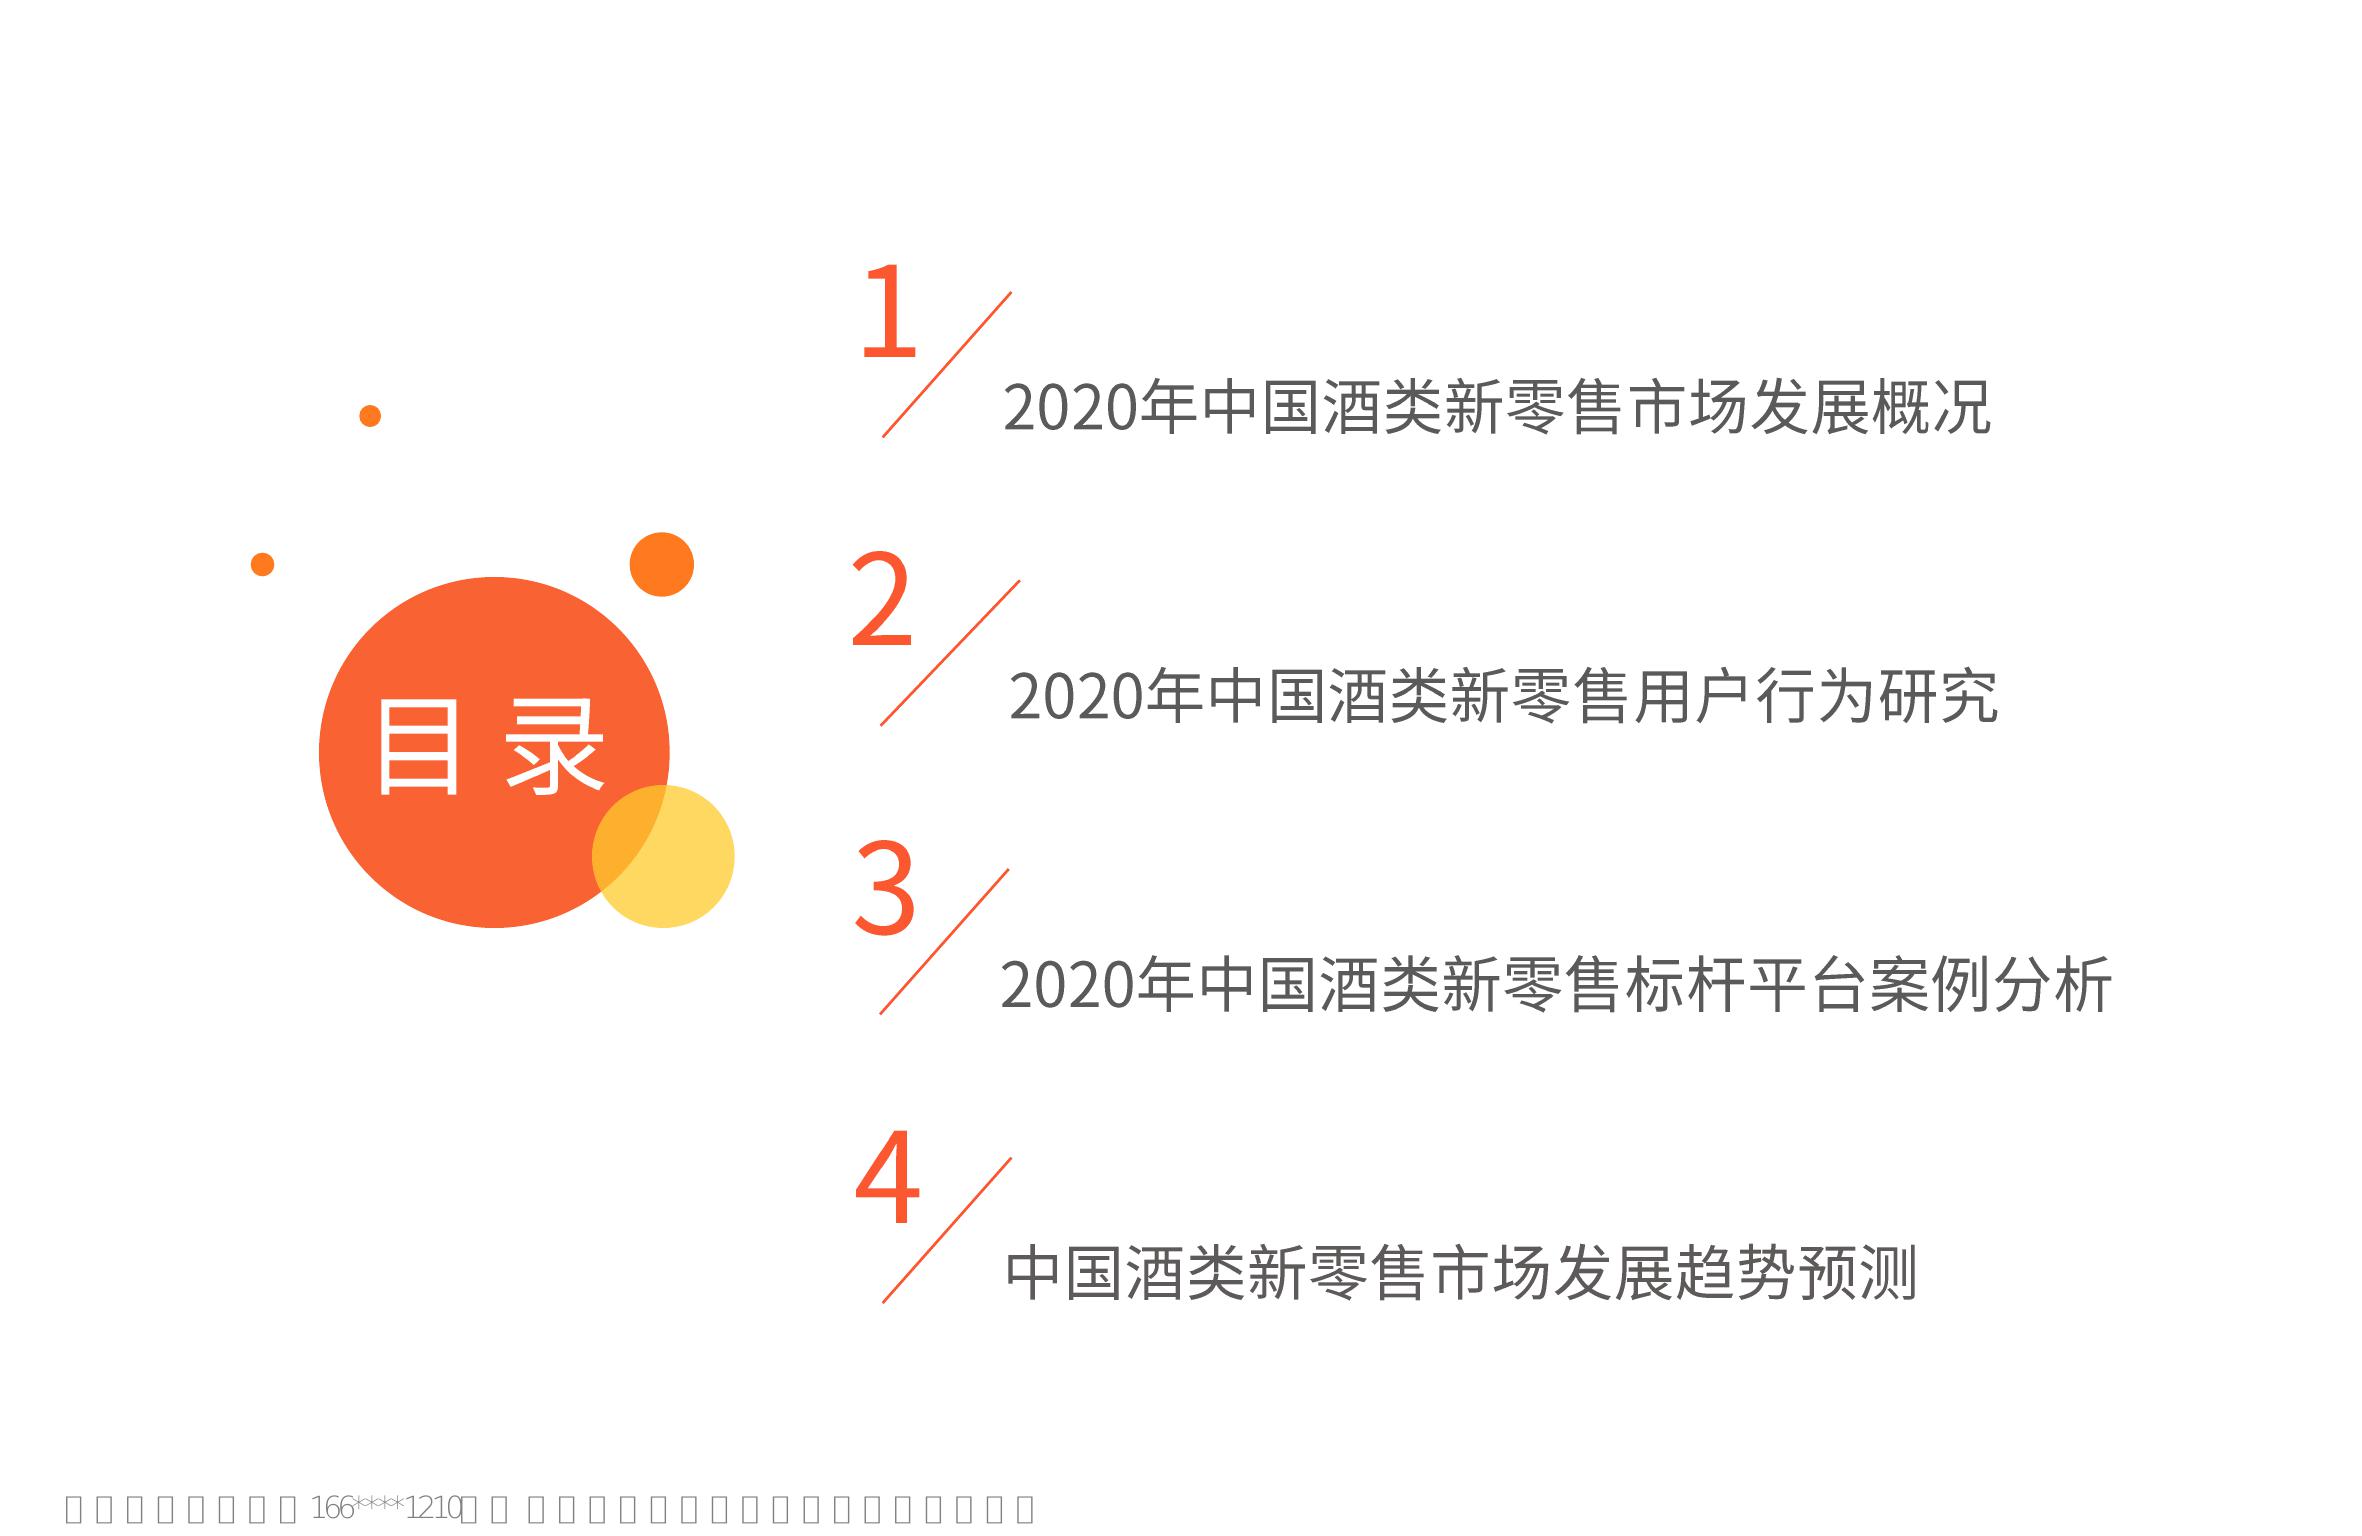 目 录
1
2020年中国酒类新零售市场发展概况
2
2020年中国酒类新零售用户行为研究
3
2020年中国酒类新零售标杆平台案例分析
4
中国酒类新零售市场发展趋势预测
166****1210